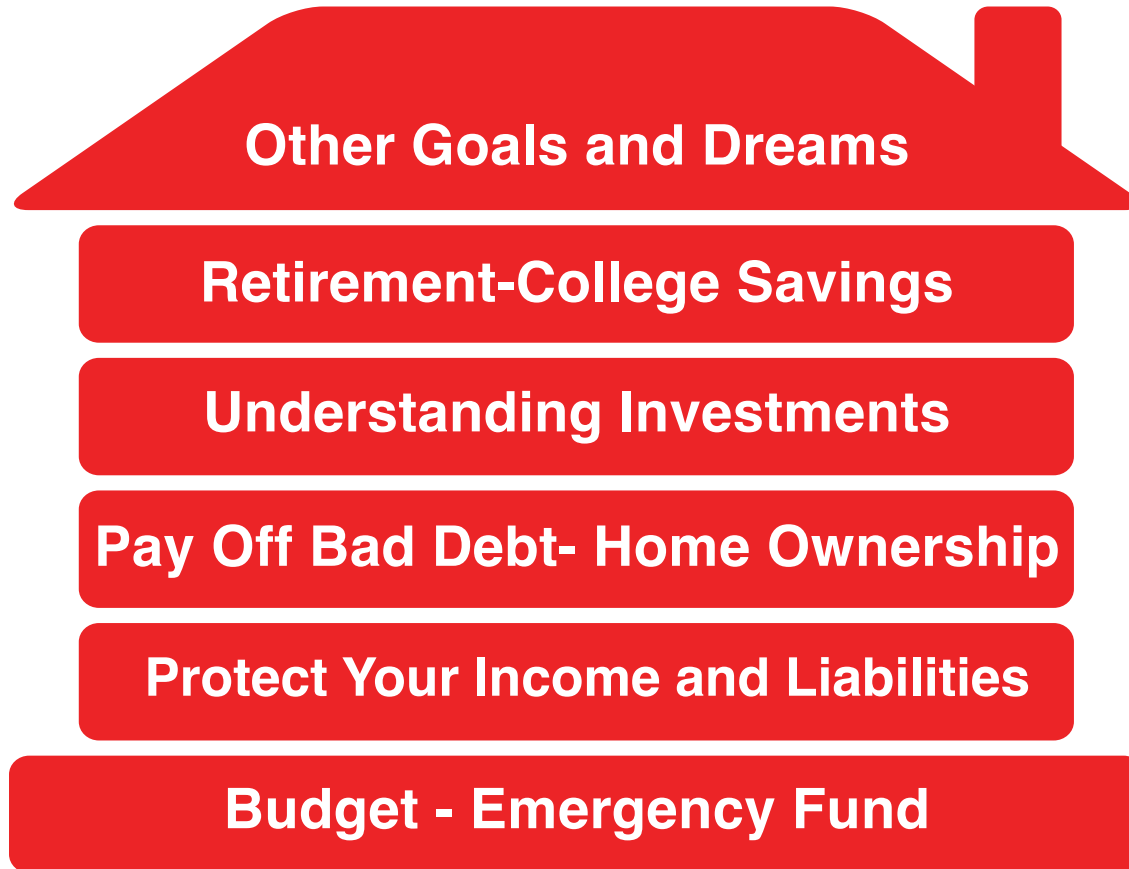 Other Goals and Dreams
Retirement-College Savings
Understanding Investments
Pay Off Bad Debt- Home Ownership
Protect Your Income and Liabilities
Budget - Emergency Fund